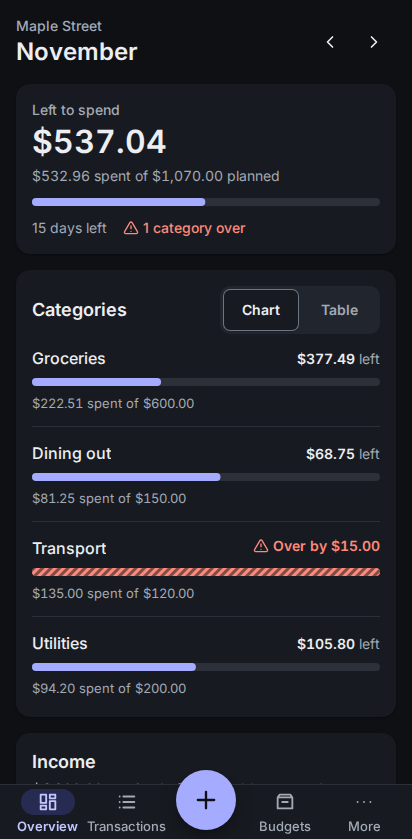 Maple Street
November
Left to spend
$537.04
$532.96 spent of $1,070.00 planned
15 days left 1 category over
Categories Chart Table
Groceries $377.49 left
$222.51 spent of $600.00
Dining out $68.75 left
$81.25 spent of $150.00
Transport Over by $15.00
$135.00 spent of $120.00
Utilities $105.80 left
$94.20 spent of $200.00
Income
Overview Transactions Budgets More